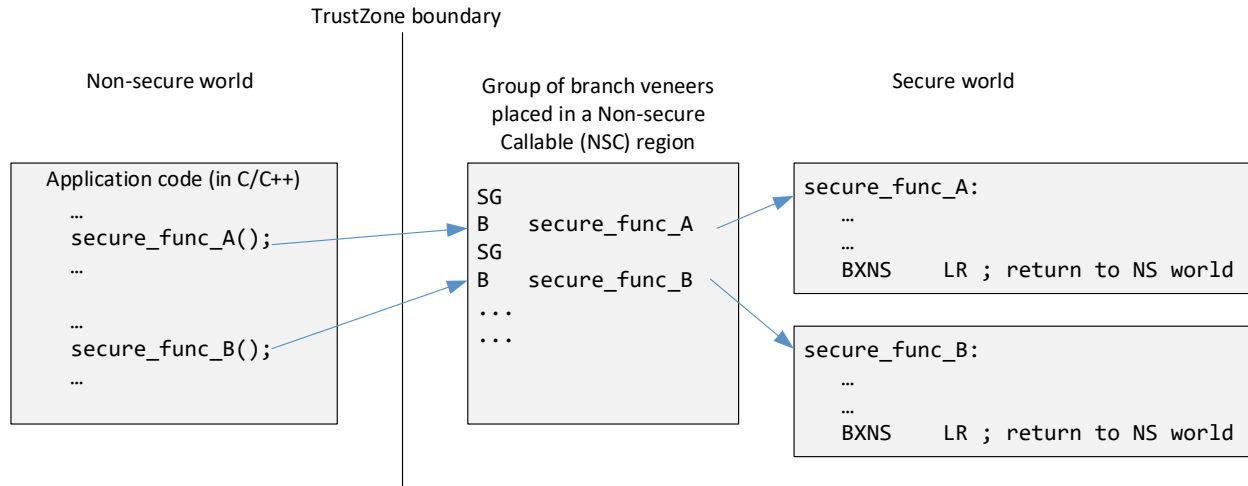 TrustZone boundary
Non-secure world
Group of branch veneers
placed in a Non-secure
Callable (NSC) region
Secure world
Application code (in C/C++)
…
secure_func_A();
…
…
secure_func_B();
…
SG
B secure_func_A
SG
B secure_func_B
...
...
secure_func_A:
…
…
BXNS LR ; return to NS world
secure_func_B:
…
…
BXNS LR ; return to NS world